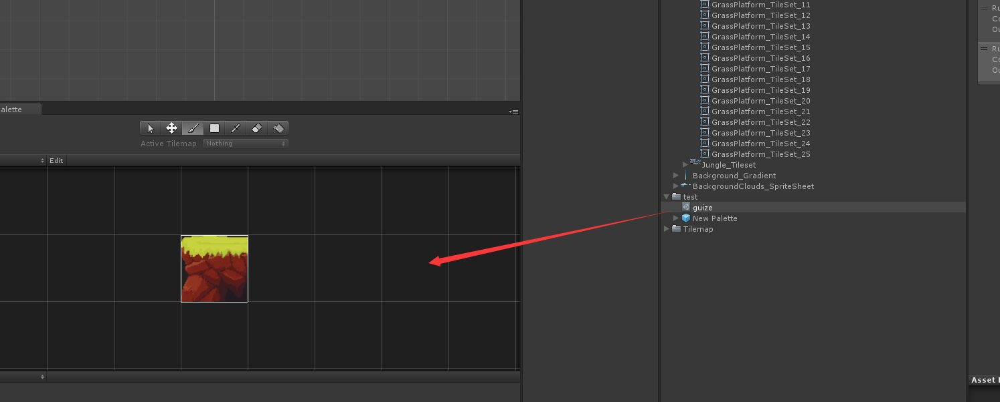 alette
Active Tilemap
Nothing
Edit
GrassPlatform_TileSet_11
GrassPlatform_TileSet_12
GrassPlatform_TileSet_13
GrassPlatform_TileSet_14
GrassPlatform_TileSet_15
GrassPlatform_TileSet_16
GrassPlatform_TileSet_17
GrassPlatform_TileSet_18
GrassPlatform_TileSet_19
GrassPlatform_TileSet_20
GrassPlatform_TileSet_21
GrassPlatform_TileSet_22
GrassPlatform_TileSet_23
GrassPlatform_TileSet_24
GrassPlatform_TileSet_25
Jungle_Tileset
Background_Gradient
BackgroundClouds_SpriteSheet
test
guize
New Palette
Tilemap
Ru
Co
Ou
Ru
Co
Ou
Asset